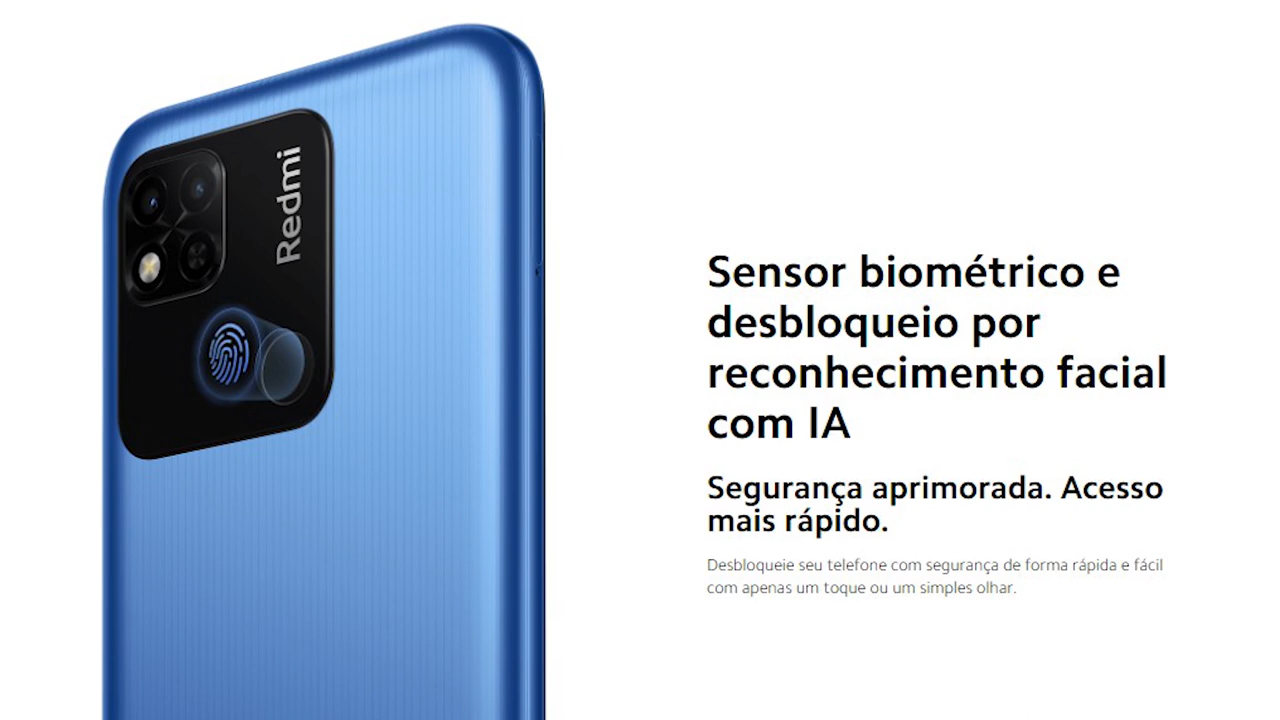 Redmi
Sensor biométrico e
desbloqueio por
reconhecimento facial
com IA
Segurança aprimorada. Acesso
mais rápido.
Desbloqueie seu telefone com segurança de forma rápida e fácil
com apenas um toque ou um simples olhar.